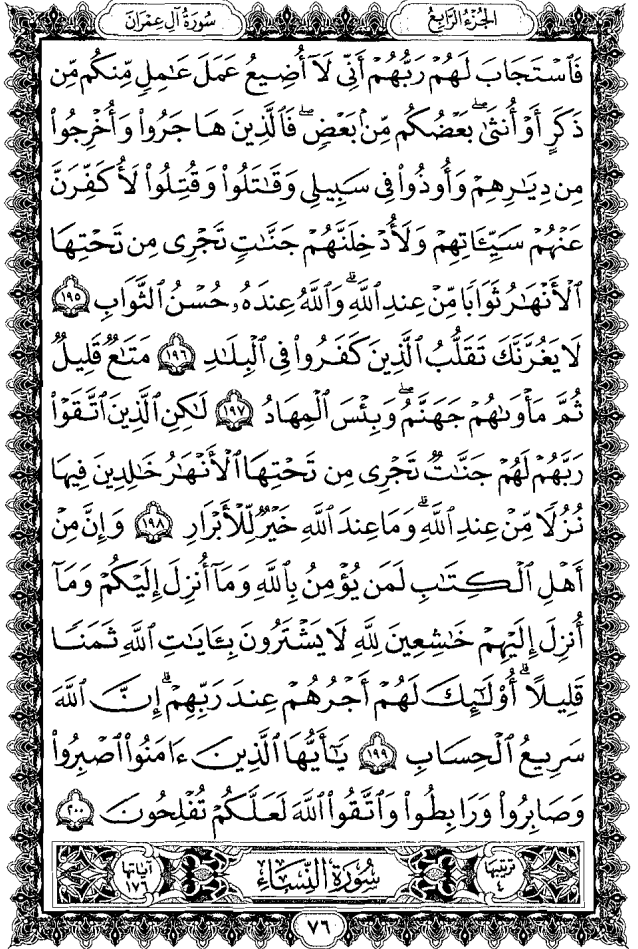 الجزء الرابع
سورة آل عمران
فَٱسْتَجَابَ لَهُمْ رَبُّهُمْ أَنِّى لَآ أُضِيعُ عَمَلَ عَٰمِلٍ مِّنكُم مِّن
ذَكَرٍ أَوْ أُنثَىٰ ۖ بَعْضُكُم مِّنۢ بَعْضٍ ۖ فَٱلَّذِينَ هَاجَرُوا۟ وَأُخْرِجُوا۟
مِن دِيَٰرِهِمْ وَأُوذُوا۟ فِى سَبِيلِى وَقَٰتَلُوا۟ وَقُتِلُوا۟ لَأُكَفِّرَنَّ
عَنْهُمْ سَيِّـَٔاتِهِمْ وَلَأُدْخِلَنَّهُمْ جَنَّٰتٍ تَجْرِى مِن تَحْتِهَا
ٱلْأَنْهَٰرُ ثَوَابًا مِّنْ عِندِ ٱللَّهِ ۗ وَٱللَّهُ عِندَهُۥ حُسْنُ ٱلثَّوَابِ ١٩٥
لَا يَغُرَّنَّكَ تَقَلُّبُ ٱلَّذِينَ كَفَرُوا۟ فِى ٱلْبِلَٰدِ ١٩٦ مَتَٰعٌ قَلِيلٌ
ثُمَّ مَأْوَىٰهُمْ جَهَنَّمُ ۚ وَبِئْسَ ٱلْمِهَادُ ١٩٧ لَٰكِنِ ٱلَّذِينَ ٱتَّقَوْا۟
رَبَّهُمْ لَهُمْ جَنَّٰتٌ تَجْرِى مِن تَحْتِهَا ٱلْأَنْهَٰرُ خَٰلِدِينَ فِيهَا
نُزُلًا مِّنْ عِندِ ٱللَّهِ ۗ وَمَا عِندَ ٱللَّهِ خَيْرٌ لِّلْأَبْرَارِ ١٩٨ وَإِنَّ مِنْ
أَهْلِ ٱلْكِتَٰبِ لَمَن يُؤْمِنُ بِٱللَّهِ وَمَآ أُنزِلَ إِلَيْكُمْ وَمَآ
أُنزِلَ إِلَيْهِمْ خَٰشِعِينَ لِلَّهِ لَا يَشْتَرُونَ بِـَٔايَٰتِ ٱللَّهِ ثَمَنًا
قَلِيلًا ۗ أُو۟لَٰٓئِكَ لَهُمْ أَجْرُهُمْ عِندَ رَبِّهِمْ ۗ إِنَّ ٱللَّهَ
سَرِيعُ ٱلْحِسَابِ ١٩٩ يَٰٓأَيُّهَا ٱلَّذِينَ ءَامَنُوا۟ ٱصْبِرُوا۟
وَصَابِرُوا۟ وَرَابِطُوا۟ وَٱتَّقُوا۟ ٱللَّهَ لَعَلَّكُمْ تُفْلِحُونَ ٢٠٠
ترتيبها ٤
سورة النساء
آياتها ١٧٦
٧٦